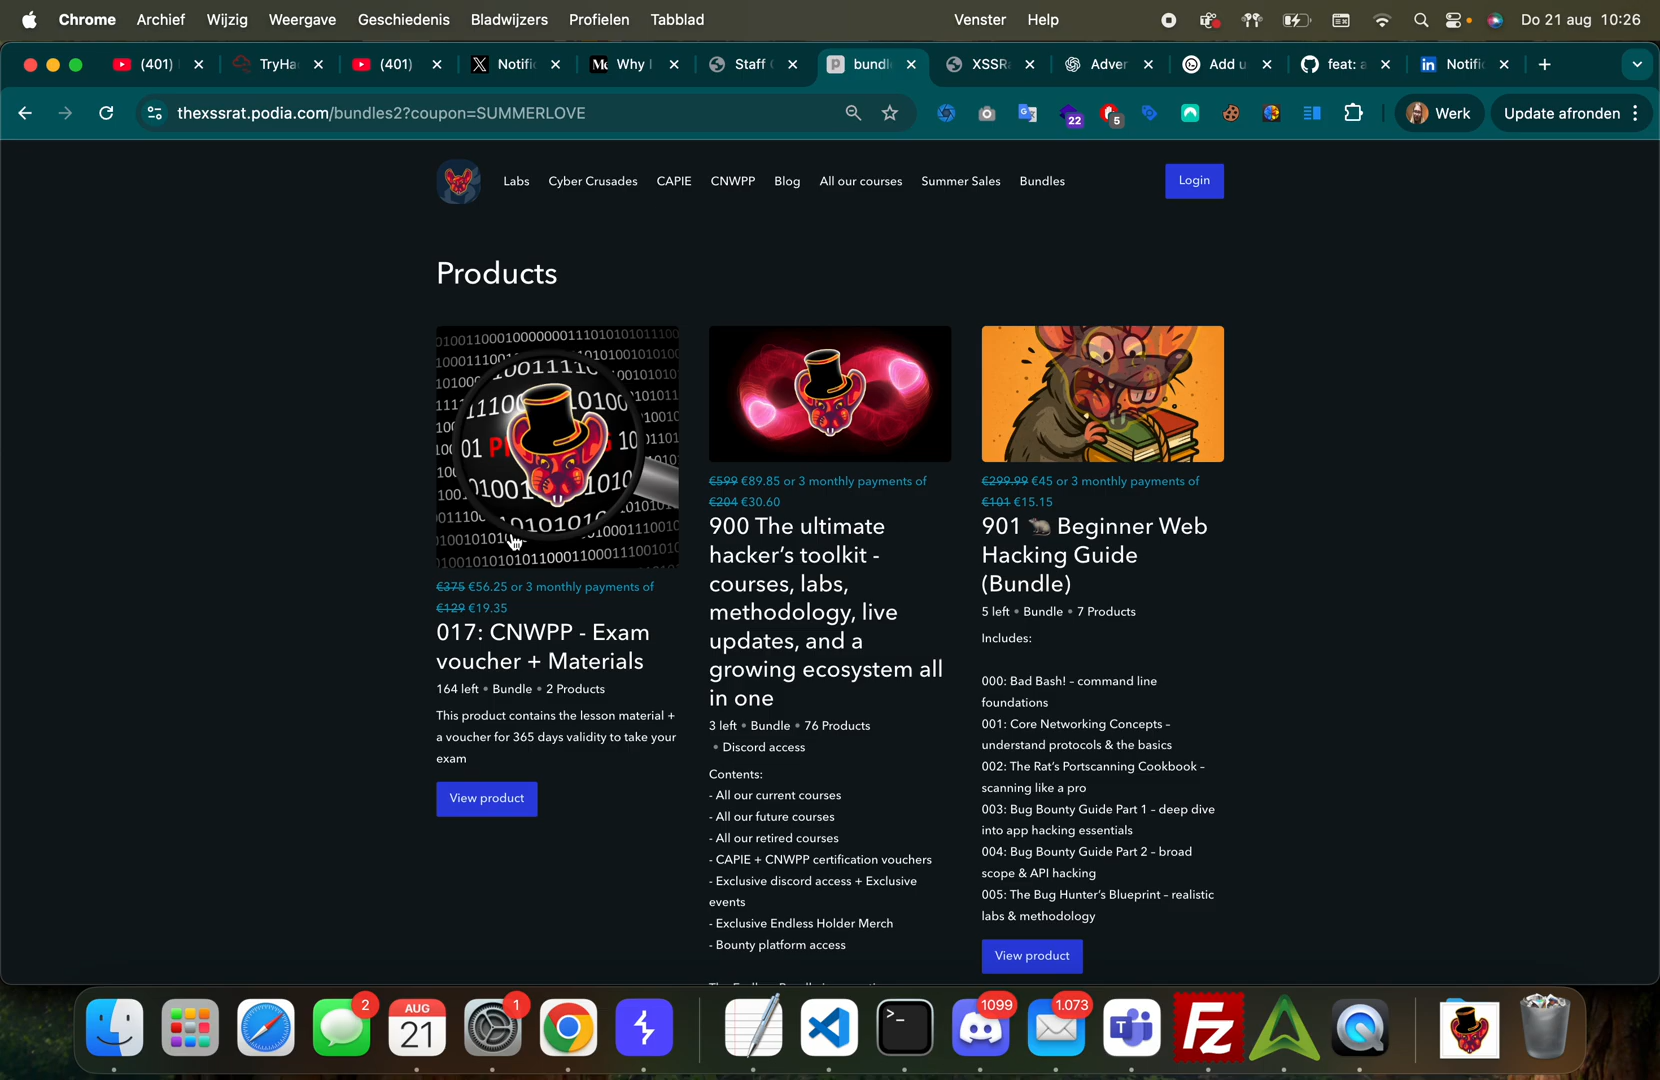 Chrome Archief Wijzig Weergave Geschiedenis Bladwijzers Profielen Tabblad Venster Help Do 21 aug 10:26
(401) TryHa (401) Notific Why I Staff bundl XSSR Adver Add u feat: a Notific
thexssrat.podia.com/bundles2?coupon=SUMMERLOVE 22 5 Werk Update afronden
Labs Cyber Crusades CAPIE CNWPP Blog All our courses Summer Sales Bundles Login
Products
€375 €56.25 or 3 monthly payments of
€129 €19.35
017: CNWPP - Exam
voucher + Materials
164 left • Bundle • 2 Products
This product contains the lesson material +
a voucher for 365 days validity to take your
exam
View product
€599 €89.85 or 3 monthly payments of
€204 €30.60
900 The ultimate
hacker's toolkit -
courses, labs,
methodology, live
updates, and a
growing ecosystem all
in one
3 left • Bundle • 76 Products
• Discord access
Contents:
- All our current courses
- All our future courses
- All our retired courses
- CAPIE + CNWPP certification vouchers
- Exclusive discord access + Exclusive
events
- Exclusive Endless Holder Merch
- Bounty platform access
€299.99 €45 or 3 monthly payments of
€101 €15.15
901 🐀 Beginner Web
Hacking Guide
(Bundle)
5 left • Bundle • 7 Products
Includes:
000: Bad Bash! – command line
foundations
001: Core Networking Concepts –
understand protocols & the basics
002: The Rat's Portscanning Cookbook –
scanning like a pro
003: Bug Bounty Guide Part 1 – deep dive
into app hacking essentials
004: Bug Bounty Guide Part 2 – broad
scope & API hacking
005: The Bug Hunter's Blueprint – realistic
labs & methodology
View product
2 AUG 21 1 1099 1.073 Fz